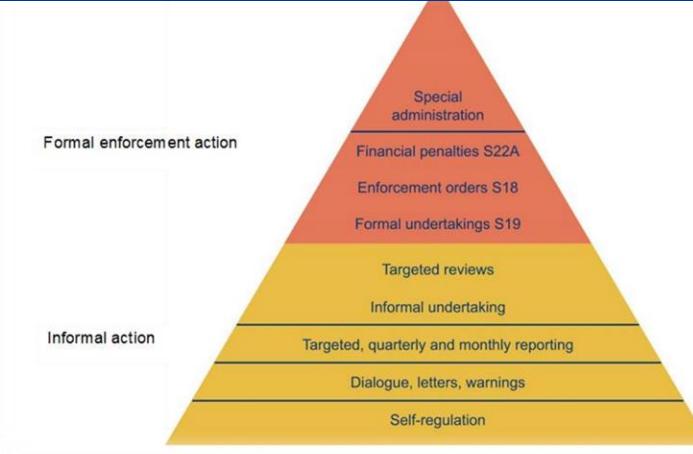 Special
administration
Formal enforcement action
Financial penalties S22A
Enforcement orders S18
Formal undertakings S19
Targeted reviews
Informal undertaking
Informal action
Targeted, quarterly and monthly reporting
Dialogue, letters, warnings
Self-regulation